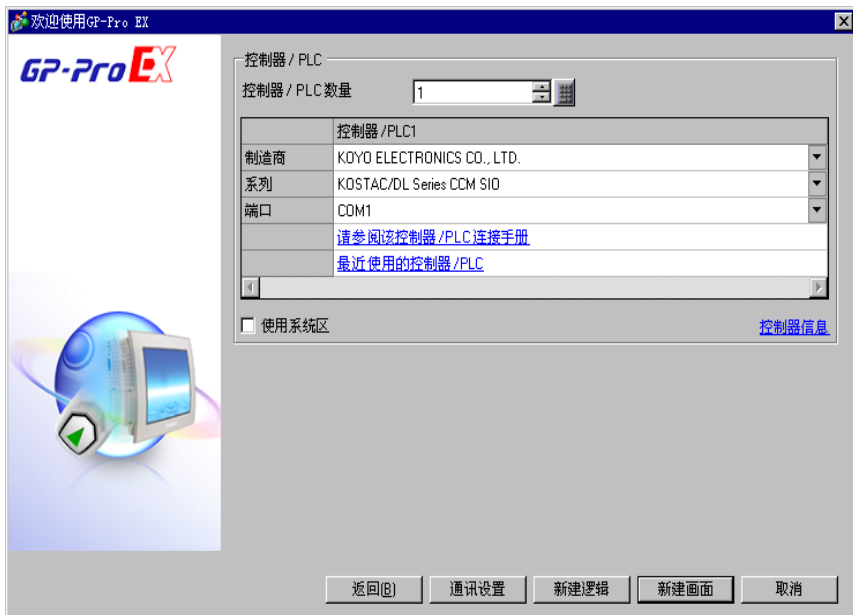 欢迎使用GP-Pro EX
GP-Pro EX
控制器/PLC
控制器/PLC数量 1
控制器/PLC1
制造商 KOYO ELECTRONICS CO., LTD.
系列 KOSTAC/DL Series CCM SIO
端口 COM1
请参阅该控制器/PLC连接手册
最近使用的控制器/PLC
使用系统区 控制器信息
返回(B) 通讯设置 新建逻辑 新建画面 取消